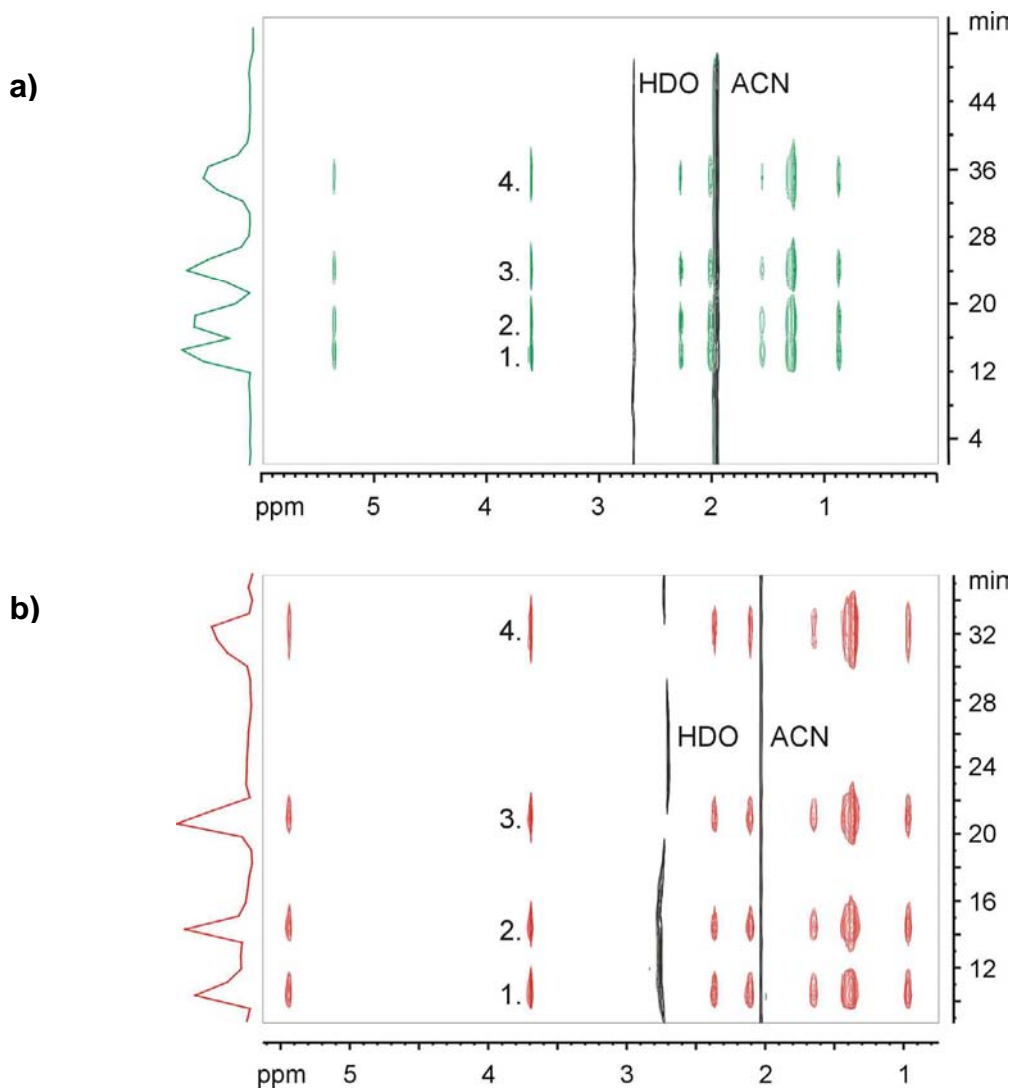 a)
min
HDO ACN
44
4. 36
3. 28
2. 20
1. 12
4
ppm 5 4 3 2 1
b)
min
4. 32
28
HDO ACN
24
3. 20
2. 16
1. 12
ppm 5 4 3 2 1